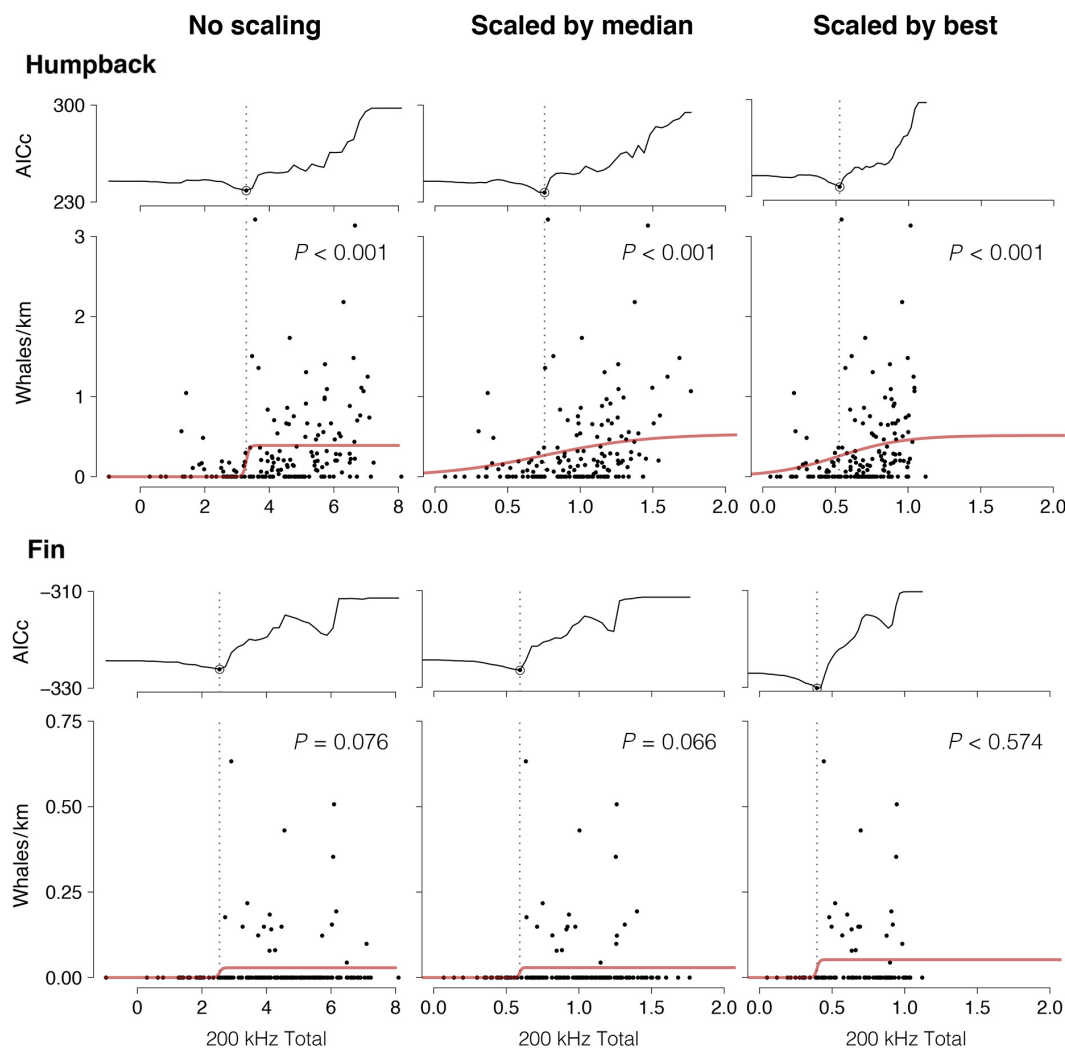 No scaling Scaled by median Scaled by best
Humpback
AICc
300
230
0 2 4 6 8
0.0 0.5 1.0 1.5 2.0
0.0 0.5 1.0 2.0
Whales/km
3
2
1
0
P < 0.001 P < 0.001 P < 0.001
Fin
AICc
−310
−330
Whales/km
0.75
0.50
0.25
0.00
P = 0.076 P = 0.066 P < 0.574
0 2 4 6 8
0.0 0.5 1.0 1.5 2.0
0.0 0.5 1.0 2.0
200 kHz Total 200 kHz Total 200 kHz Total